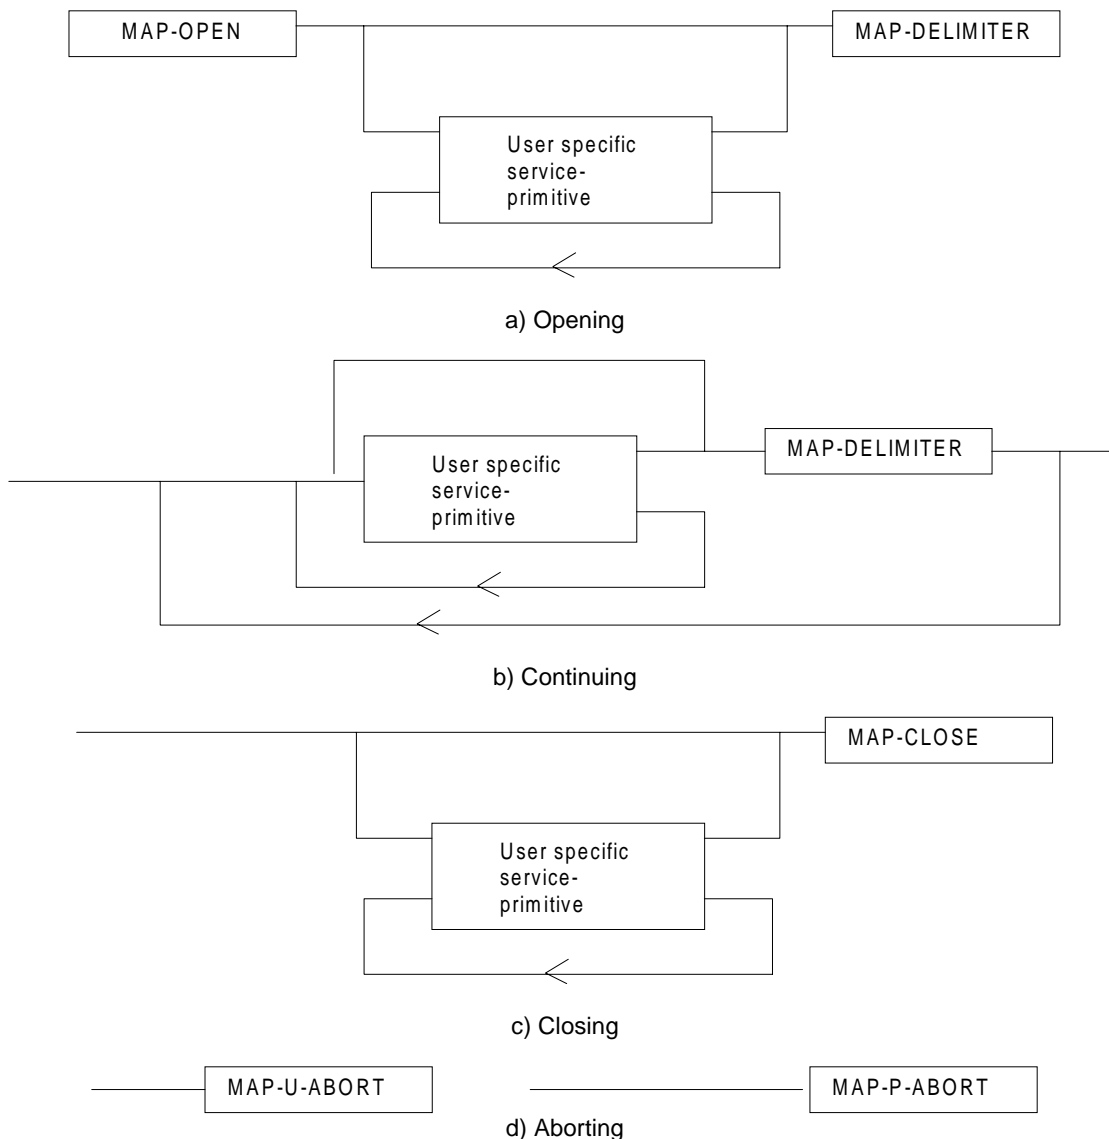 MAP-OPEN
MAP-DELIMITER
User specific
service-
primitive
a) Opening
User specific
service-
primitive
MAP-DELIMITER
b) Continuing
MAP-CLOSE
User specific
service-
primitive
c) Closing
MAP-U-ABORT
MAP-P-ABORT
d) Aborting